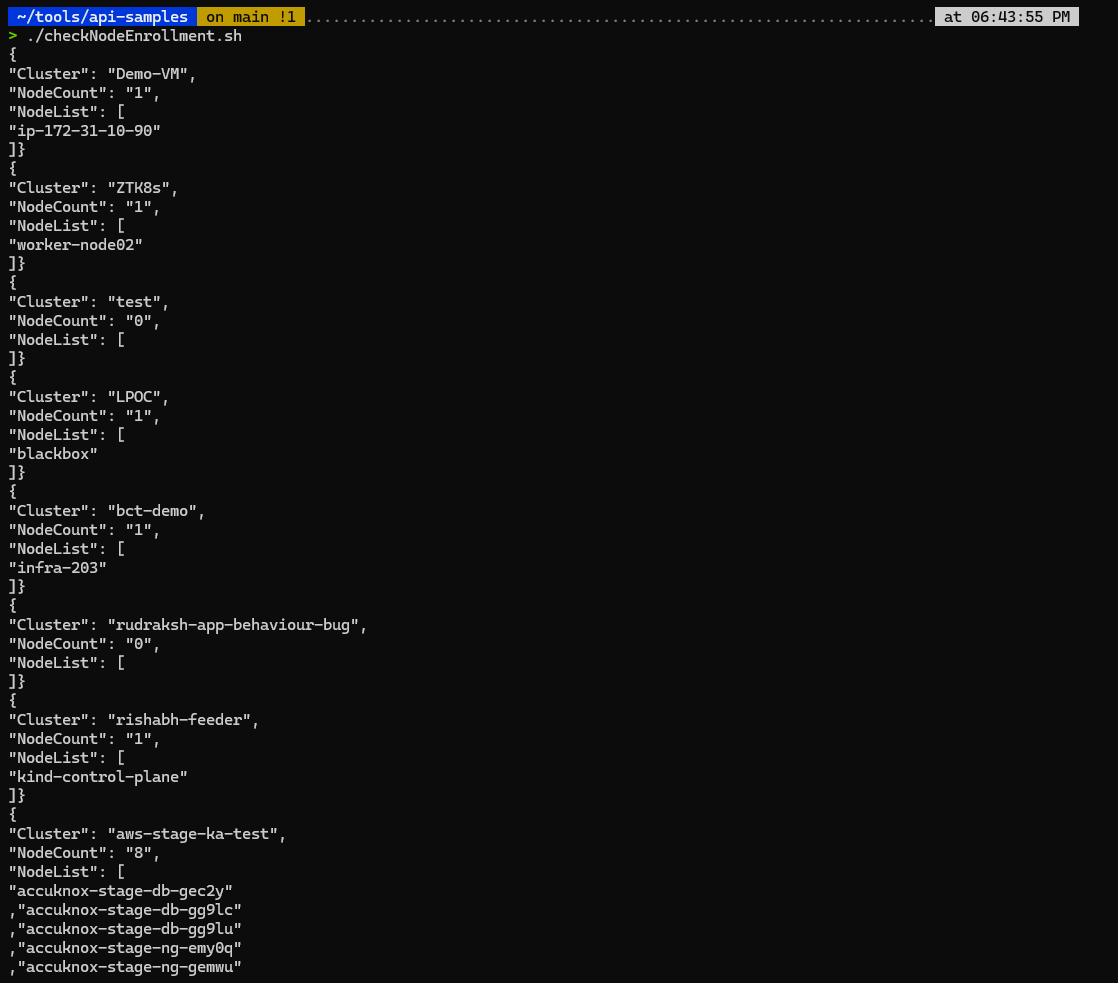 ~/tools/api-samples on main !1 at 06:43:55 PM
> ./checkNodeEnrollment.sh
{
"Cluster": "Demo-VM",
"NodeCount": "1",
"NodeList": [
"ip-172-31-10-90"
]}
{
"Cluster": "ZTK8s",
"NodeCount": "1",
"NodeList": [
"worker-node02"
]}
{
"Cluster": "test",
"NodeCount": "0",
"NodeList": [
]}
{
"Cluster": "LPOC",
"NodeCount": "1",
"NodeList": [
"blackbox"
]}
{
"Cluster": "bct-demo",
"NodeCount": "1",
"NodeList": [
"infra-203"
]}
{
"Cluster": "rudraksh-app-behaviour-bug",
"NodeCount": "0",
"NodeList": [
]}
{
"Cluster": "rishabh-feeder",
"NodeCount": "1",
"NodeList": [
"kind-control-plane"
]}
{
"Cluster": "aws-stage-ka-test",
"NodeCount": "8",
"NodeList": [
"accuknox-stage-db-gec2y"
,"accuknox-stage-db-gg9lc"
,"accuknox-stage-db-gg9lu"
,"accuknox-stage-ng-emy0q"
,"accuknox-stage-ng-gemwu"